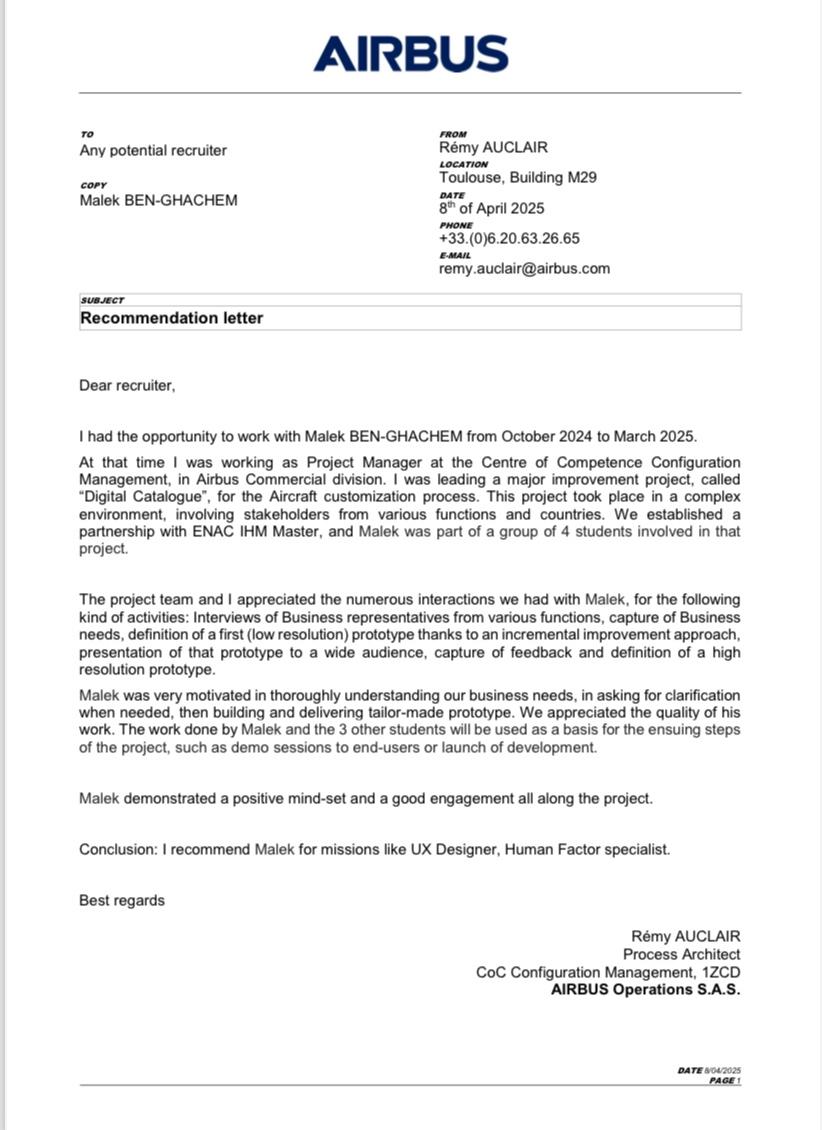 AIRBUS
TO
Any potential recruiter
COPY
Malek BEN-GHACHEM
FROM
Rémy AUCLAIR
LOCATION
Toulouse, Building M29
DATE
8th of April 2025
PHONE
+33.(0)6.20.63.26.65
E-MAIL
remy.auclair@airbus.com
SUBJECT
Recommendation letter
Dear recruiter,
I had the opportunity to work with Malek BEN-GHACHEM from October 2024 to March 2025.
At that time I was working as Project Manager at the Centre of Competence Configuration
Management, in Airbus Commercial division. I was leading a major improvement project, called
“Digital Catalogue”, for the Aircraft customization process. This project took place in a complex
environment, involving stakeholders from various functions and countries. We established a
partnership with ENAC IHM Master, and Malek was part of a group of 4 students involved in that
project.
The project team and I appreciated the numerous interactions we had with Malek, for the following
kind of activities: Interviews of Business representatives from various functions, capture of Business
needs, definition of a first (low resolution) prototype thanks to an incremental improvement approach,
presentation of that prototype to a wide audience, capture of feedback and definition of a high
resolution prototype.
Malek was very motivated in thoroughly understanding our business needs, in asking for clarification
when needed, then building and delivering tailor-made prototype. We appreciated the quality of his
work. The work done by Malek and the 3 other students will be used as a basis for the ensuing steps
of the project, such as demo sessions to end-users or launch of development.
Malek demonstrated a positive mind-set and a good engagement all along the project.
Conclusion: I recommend Malek for missions like UX Designer, Human Factor specialist.
Best regards
Rémy AUCLAIR
Process Architect
CoC Configuration Management, 1ZCD
AIRBUS Operations S.A.S.
DATE 8/04/2025
PAGE 1